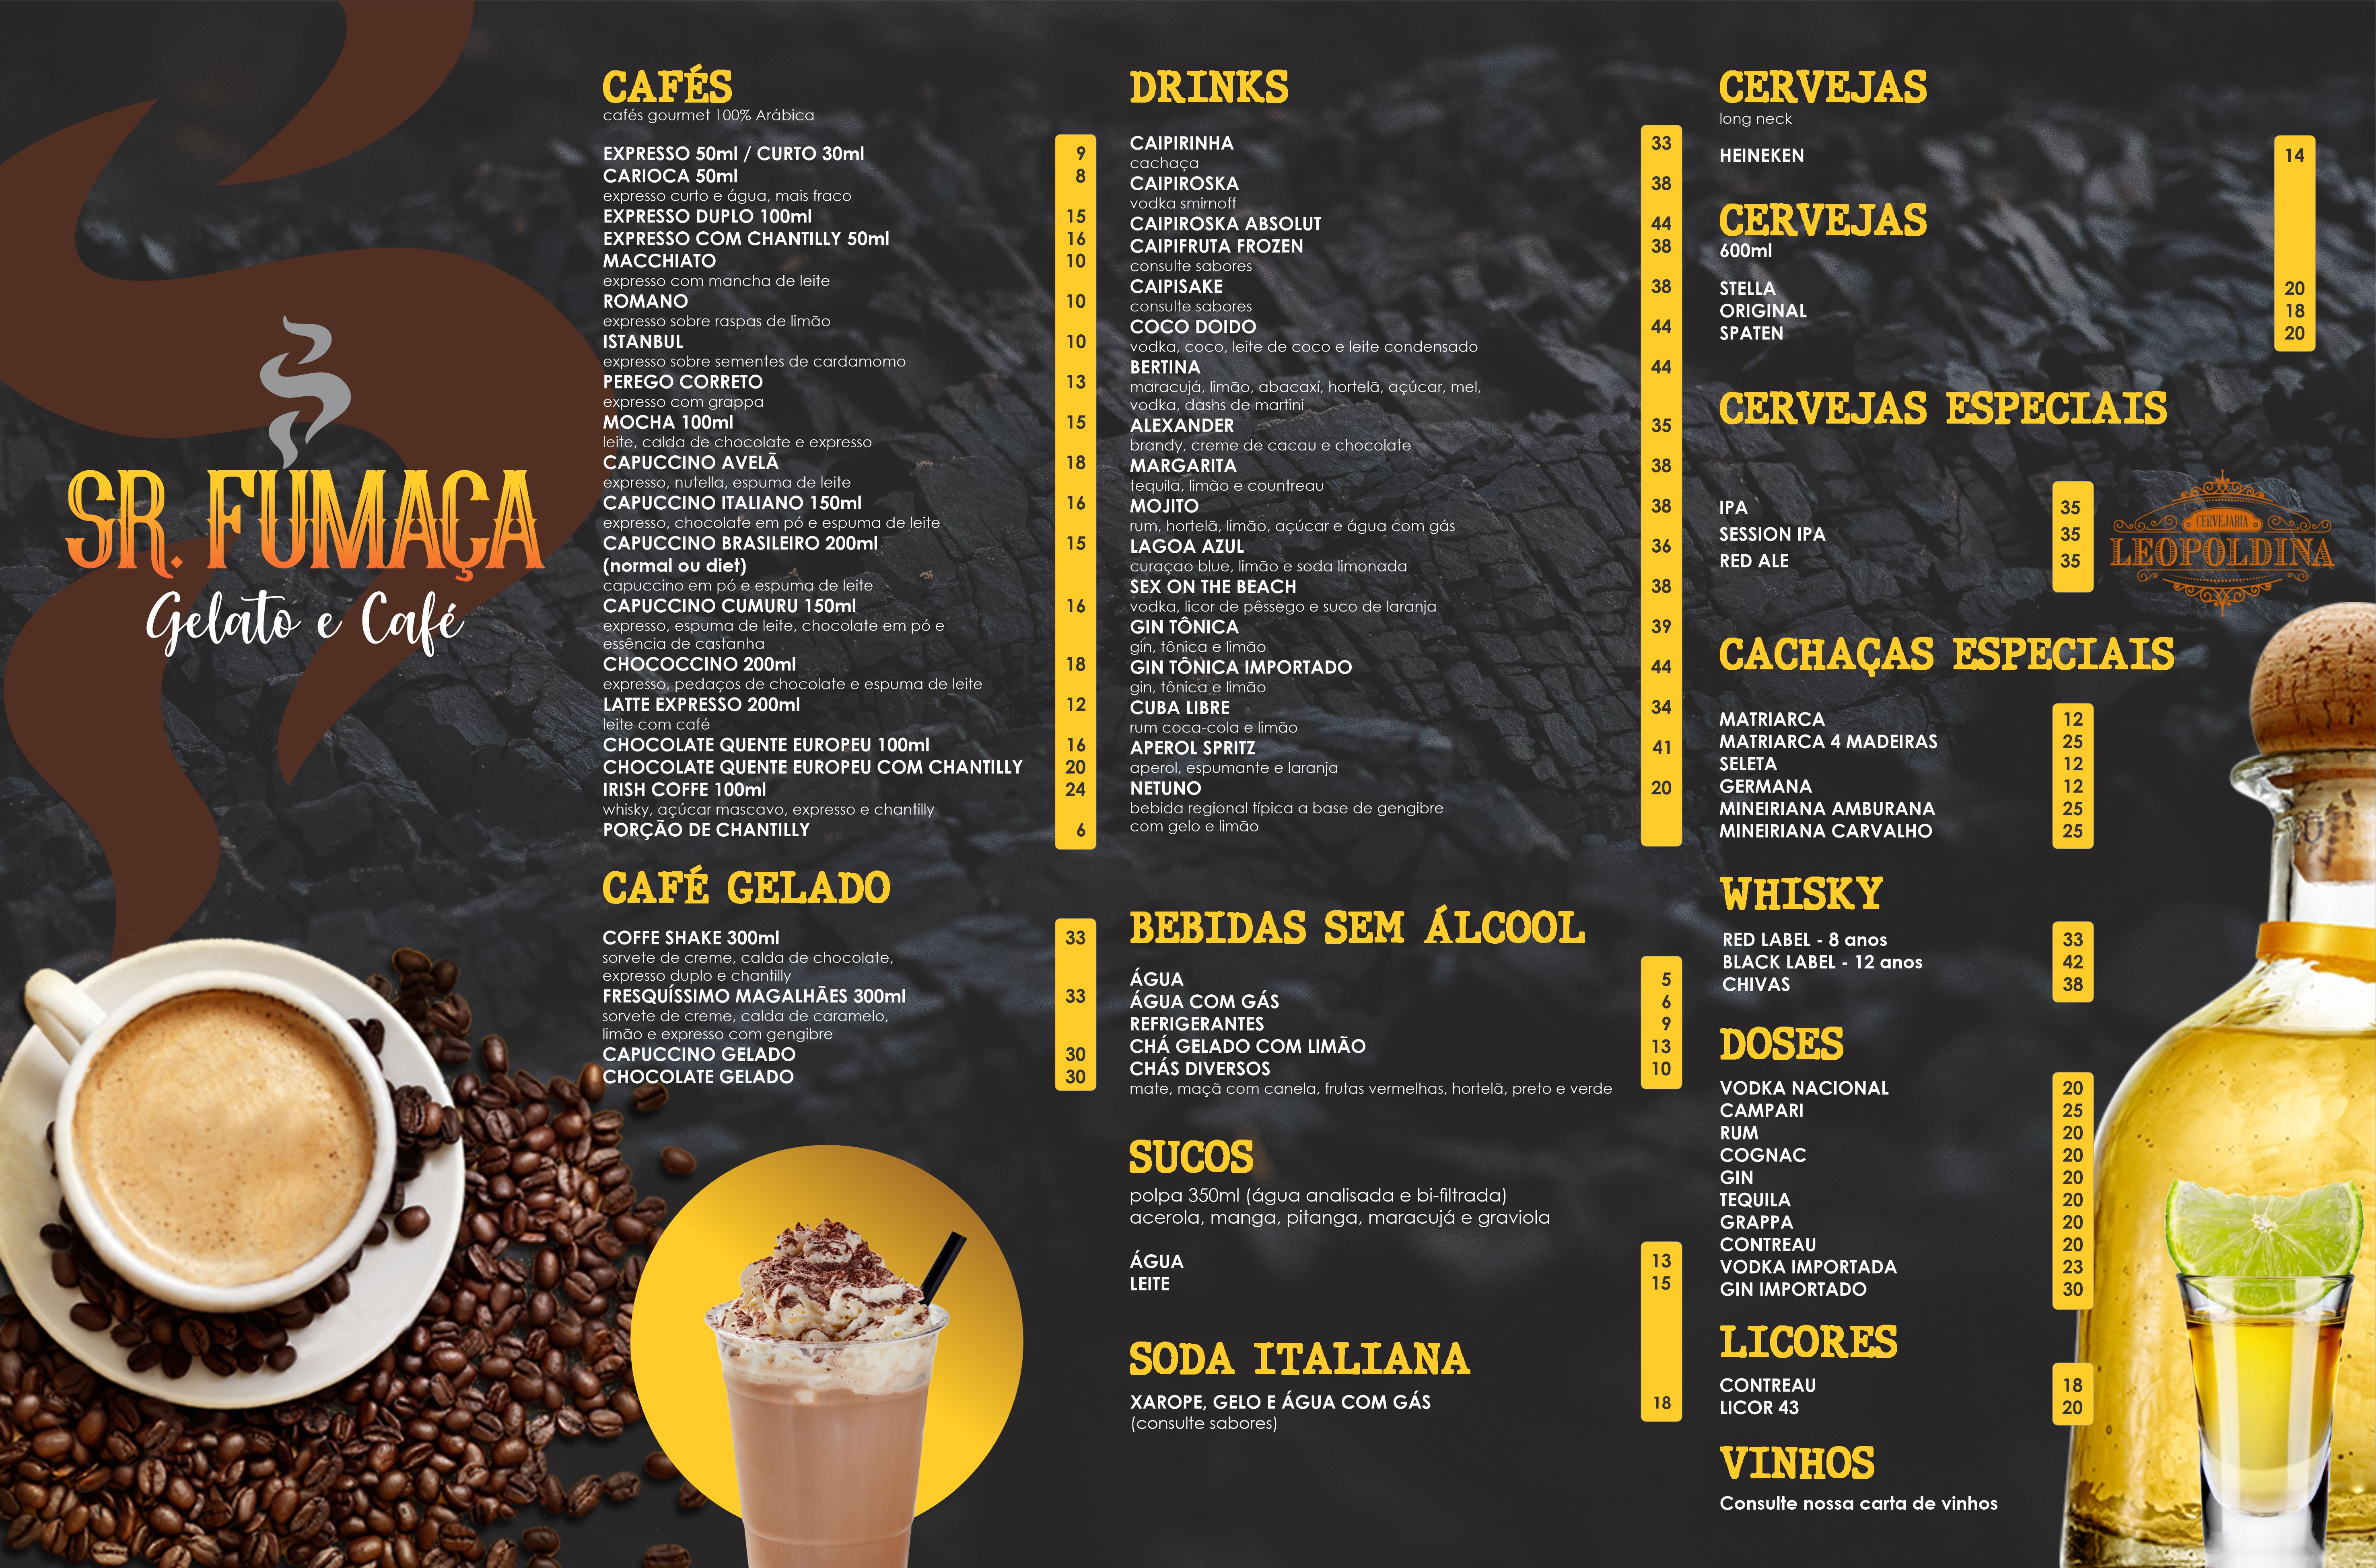 SR. FUMAÇA
Gelato e Café
CAFÉS
cafés gourmet 100% Arábica
EXPRESSO 50ml / CURTO 30ml 9
CARIOCA 50ml 8
expresso curto e água, mais fraco
EXPRESSO DUPLO 100ml 15
EXPRESSO COM CHANTILLY 50ml 16
MACCHIATO 10
expresso com mancha de leite
ROMANO 10
expresso sobre raspas de limão
ISTANBUL 10
expresso sobre sementes de cardamomo
PEREGO CORRETO 13
expresso com grappa
MOCHA 100ml 15
leite, calda de chocolate e expresso
CAPUCCINO AVELÃ 18
expresso, nutella, espuma de leite
CAPUCCINO ITALIANO 150ml 16
expresso, chocolate em pó e espuma de leite
CAPUCCINO BRASILEIRO 200ml 15
(normal ou diet)
capuccino em pó e espuma de leite
CAPUCCINO CUMURU 150ml 16
expresso, espuma de leite, chocolate em pó e
essência de castanha
CHOCOCCINO 200ml 18
expresso, pedaços de chocolate e espuma de leite
LATTE EXPRESSO 200ml 12
leite com café
CHOCOLATE QUENTE EUROPEU 100ml 16
CHOCOLATE QUENTE EUROPEU COM CHANTILLY 20
IRISH COFFE 100ml 24
whisky, açúcar mascavo, expresso e chantilly
PORÇÃO DE CHANTILLY 6
CAFÉ GELADO
COFFE SHAKE 300ml 33
sorvete de creme, calda de chocolate,
expresso duplo e chantilly
FRESQUÍSSIMO MAGALHÃES 300ml 33
sorvete de creme, calda de caramelo,
limão e expresso com gengibre
CAPUCCINO GELADO 30
CHOCOLATE GELADO 30
DRINKS
CAIPIRINHA 33
cachaça
CAIPIROSKA 38
vodka smirnoff
CAIPIROSKA ABSOLUT 44
CAIPIFRUTA FROZEN 38
consulte sabores
CAIPISAKE 38
consulte sabores
COCO DOIDO 44
vodka, coco, leite de coco e leite condensado
BERTINA 44
maracujá, limão, abacaxí, hortelã, açúcar, mel,
vodka, dashs de martini
ALEXANDER 35
brandy, creme de cacau e chocolate
MARGARITA 38
tequila, limão e countreau
MOJITO 38
rum, hortelã, limão, açúcar e água com gás
LAGOA AZUL 36
curaçao blue, limão e soda limonada
SEX ON THE BEACH 38
vodka, licor de pêssego e suco de laranja
GIN TÔNICA 39
gin, tônica e limão
GIN TÔNICA IMPORTADO 44
gin, tônica e limão
CUBA LIBRE 34
rum coca-cola e limão
APEROL SPRITZ 41
aperol, espumante e laranja
NETUNO 20
bebida regional típica a base de gengibre
com gelo e limão
BEBIDAS SEM ÁLCOOL
ÁGUA 5
ÁGUA COM GÁS 6
REFRIGERANTES 9
CHÁ GELADO COM LIMÃO 13
CHÁS DIVERSOS 10
mate, maçã com canela, frutas vermelhas, hortelã, preto e verde
SUCOS
polpa 350ml (água analisada e bi-filtrada)
acerola, manga, pitanga, maracujá e graviola
ÁGUA 13
LEITE 15
SODA ITALIANA
XAROPE, GELO E ÁGUA COM GÁS 18
(consulte sabores)
CERVEJAS
long neck
HEINEKEN 14
CERVEJAS
600ml
STELLA 20
ORIGINAL 18
SPATEN 20
CERVEJAS ESPECIAIS
IPA 35
SESSION IPA 35
RED ALE 35
CERVEJARIA
LEOPOLDINA
CACHAÇAS ESPECIAIS
MATRIARCA 12
MATRIARCA 4 MADEIRAS 25
SELETA 12
GERMANA 12
MINEIRIANA AMBURANA 25
MINEIRIANA CARVALHO 25
WHISKY
RED LABEL - 8 anos 33
BLACK LABEL - 12 anos 42
CHIVAS 38
DOSES
VODKA NACIONAL 20
CAMPARI 25
RUM 20
COGNAC 20
GIN 20
TEQUILA 20
GRAPPA 20
CONTREAU 20
VODKA IMPORTADA 23
GIN IMPORTADO 30
LICORES
CONTREAU 18
LICOR 43 20
VINHOS
Consulte nossa carta de vinhos